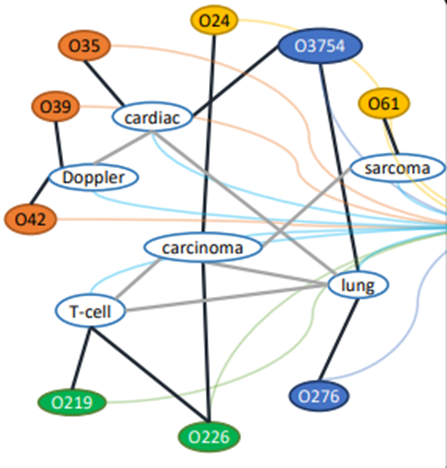 O24
O35
O3754
O39
cardiac
O61
Doppler
sarcoma
O42
carcinoma
lung
T-cell
O219
O276
O226